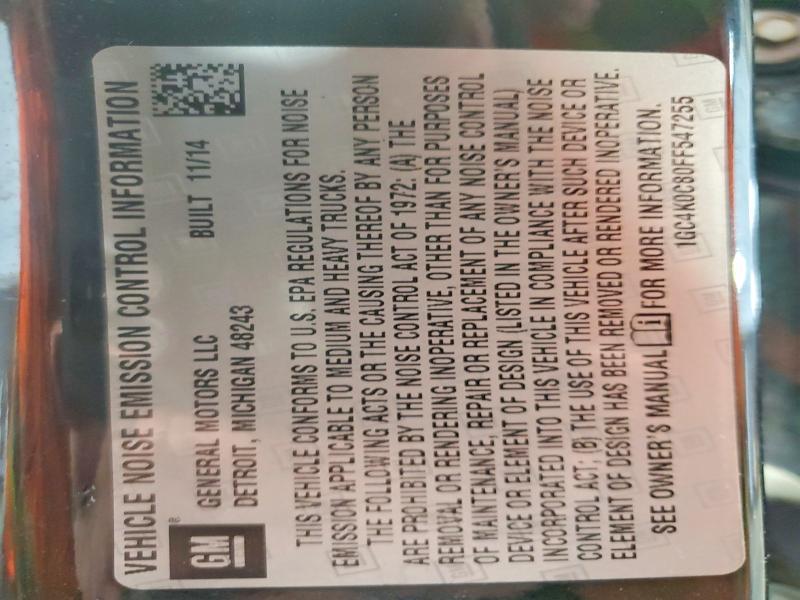 VEHICLE NOISE EMISSION CONTROL INFORMATION
GM ®
GENERAL MOTORS LLC BUILT 11/14
DETROIT, MICHIGAN 48243
THIS VEHICLE CONFORMS TO U.S. EPA REGULATIONS FOR NOISE
EMISSION APPLICABLE TO MEDIUM AND HEAVY TRUCKS.
THE FOLLOWING ACTS OR THE CAUSING THEREOF BY ANY PERSON
ARE PROHIBITED BY THE NOISE CONTROL ACT OF 1972: (A) THE
REMOVAL OR RENDERING INOPERATIVE, OTHER THAN FOR PURPOSES
OF MAINTENANCE, REPAIR OR REPLACEMENT OF ANY NOISE CONTROL
DEVICE OR ELEMENT OF DESIGN (LISTED IN THE OWNER'S MANUAL)
INCORPORATED INTO THIS VEHICLE IN COMPLIANCE WITH THE NOISE
CONTROL ACT; (B) THE USE OF THIS VEHICLE AFTER SUCH DEVICE OR
ELEMENT OF DESIGN HAS BEEN REMOVED OR RENDERED INOPERATIVE.
SEE OWNER'S MANUAL FOR MORE INFORMATION.
1GC4K0C80FF547255